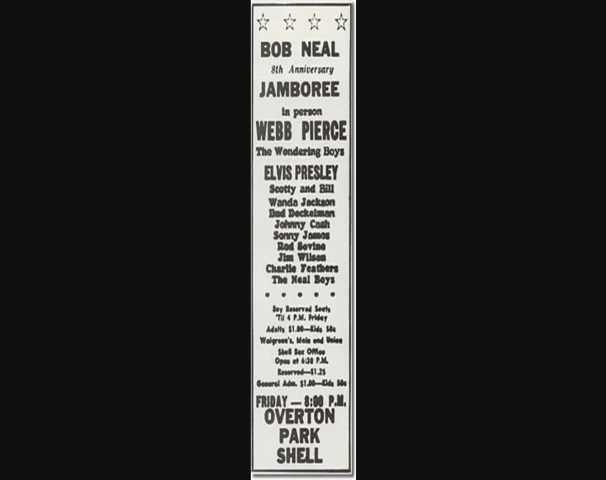 BOB NEAL
8th Anniversary
JAMBOREE
in person
WEBB PIERCE
The Wondering Boys
ELVIS PRESLEY
Scotty and Bill
Wanda Jackson
Bud Deckelman
Johnny Cash
Sonny James
Red Sovine
Jim Wilson
Charlie Feathers
The Neal Boys
Buy Reserved Seats
'Til 4 P.M. Friday
Adults $1.00—Kids 50c
Walgreen's, Main and Union
Shell Box Office
Open at 6:30 P.M.
Reserved—$1.25
General Adm. $1.00—Kids 50c
FRIDAY — 8:00 P.M.
OVERTON
PARK
SHELL